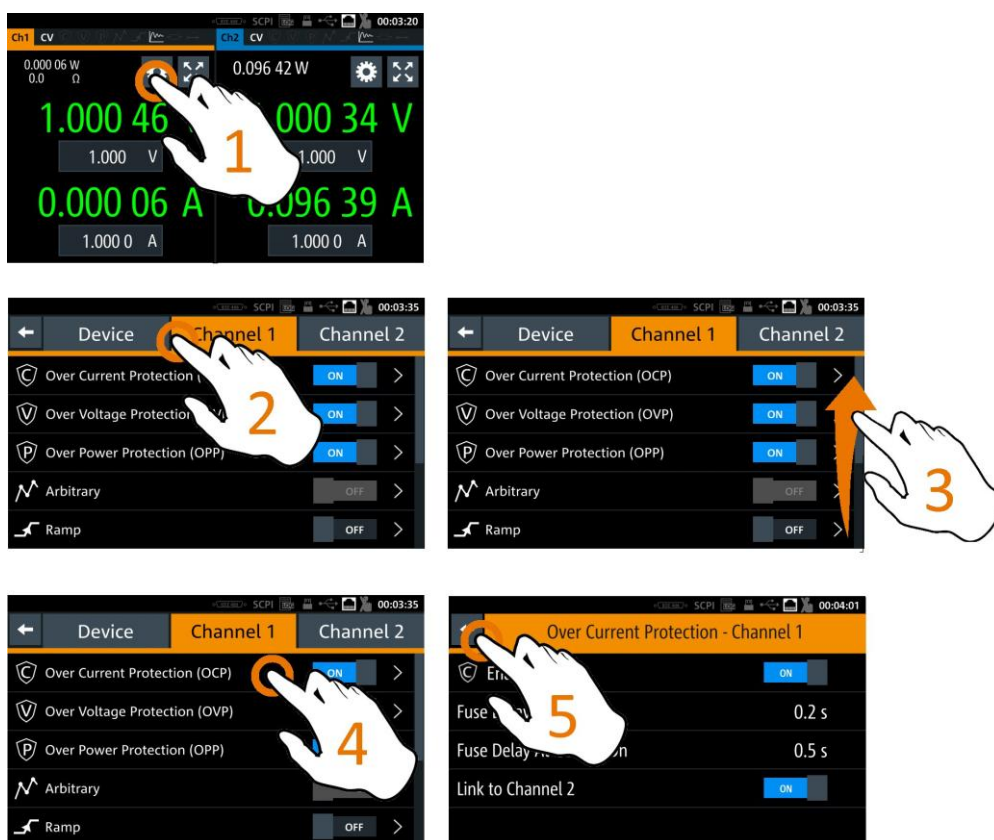 SCPI 00:03:20
Ch1 CV Ch2 CV
0.000 06 W 0.096 42 W
0.0 Ω
1.000 46 000 34 V
1.000 V 1.000 V
1
0.000 06 A 0.096 39 A
1.000 0 A 1.000 0 A
SCPI 00:03:35
Device Channel 1 Channel 2
Over Current Protection ON
Over Voltage Protection ON
2
Over Power Protection (OPP) ON
Arbitrary OFF
Ramp OFF
SCPI 00:03:35
Device Channel 1 Channel 2
Over Current Protection (OCP) ON
Over Voltage Protection (OVP) ON
Over Power Protection (OPP) ON
Arbitrary OFF
3
Ramp OFF
SCPI 00:03:35
Device Channel 1 Channel 2
Over Current Protection (OCP) ON
Over Voltage Protection (OVP)
4
Over Power Protection (OPP)
Arbitrary
Ramp OFF
SCPI 00:04:01
Over Current Protection - Channel 1
ON
5
Fuse 0.2 s
Fuse Delay 0.5 s
Link to Channel 2 ON